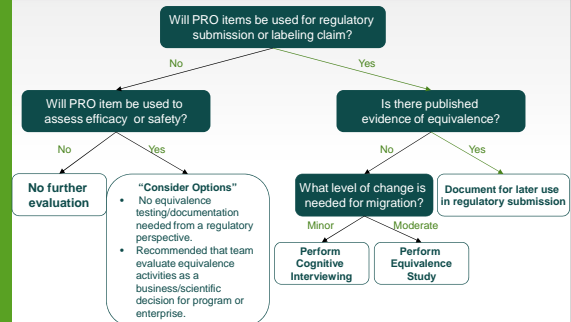 Will PRO items be used for regulatory
submission or labeling claim?
No
Yes
Will PRO item be used to
assess efficacy or safety?
Is there published
evidence of equivalence?
No
Yes
No
Yes
No further
evaluation
“Consider Options”
• No equivalence
testing/documentation
needed from a regulatory
perspective.
• Recommended that team
evaluate equivalence
activities as a
business/scientific
decision for program or
enterprise.
What level of change is
needed for migration?
Document for later use
in regulatory submission
Minor
Moderate
Perform
Cognitive
Interviewing
Perform
Equivalence
Study